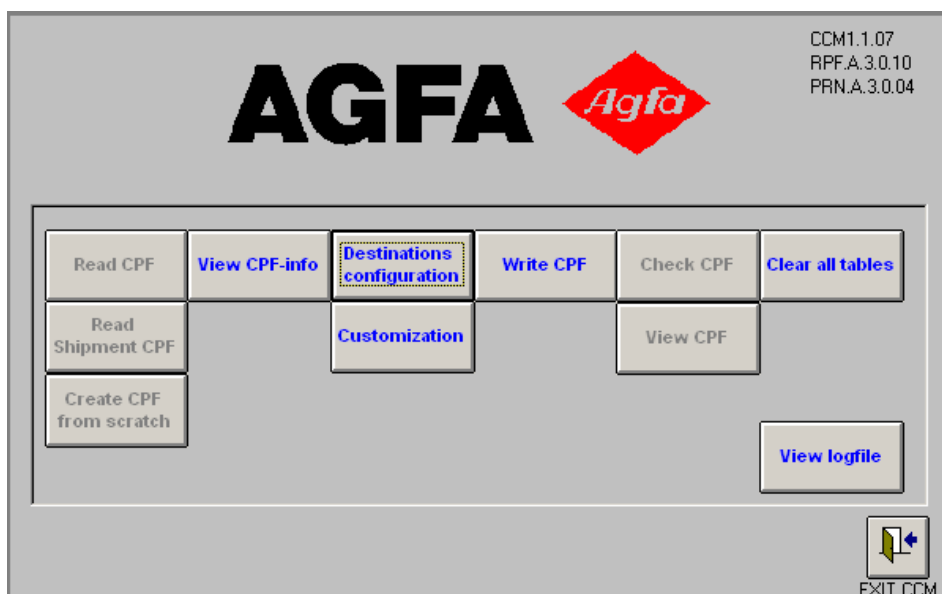 CCM1.1.07
RPF.A.3.0.10
PRN.A.3.0.04
AGFA
Agfa
Read CPF
View CPF-info
Destinations
configuration
Write CPF
Check CPF
Clear all tables
Read
Shipment CPF
Customization
View CPF
Create CPF
from scratch
View logfile
EXIT CCM